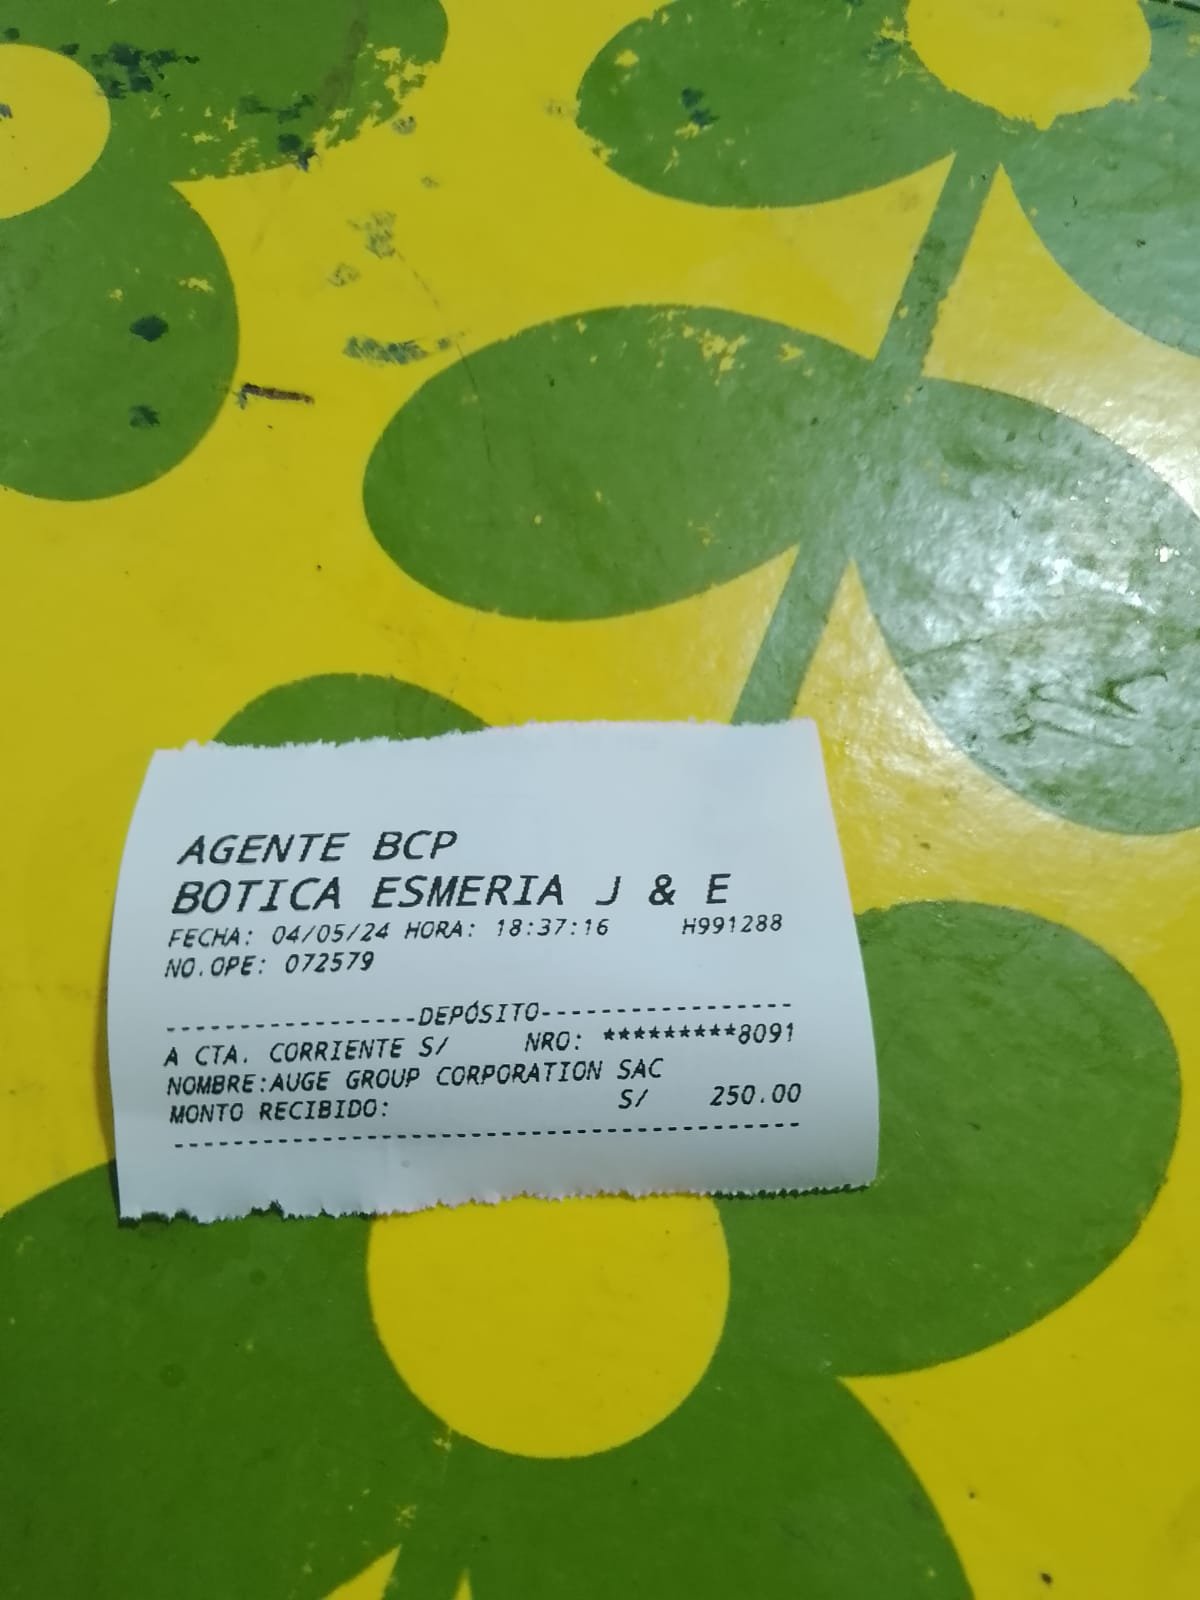 AGENTE BCP
BOTICA ESMERIA J & E
FECHA: 04/05/24 HORA: 18:37:16 H991288
NO.OPE: 072579
-----------------DEPÓSITO-----------------
A CTA. CORRIENTE S/ NRO: *********8091
NOMBRE:AUGE GROUP CORPORATION SAC
MONTO RECIBIDO: S/ 250.00
------------------------------------------